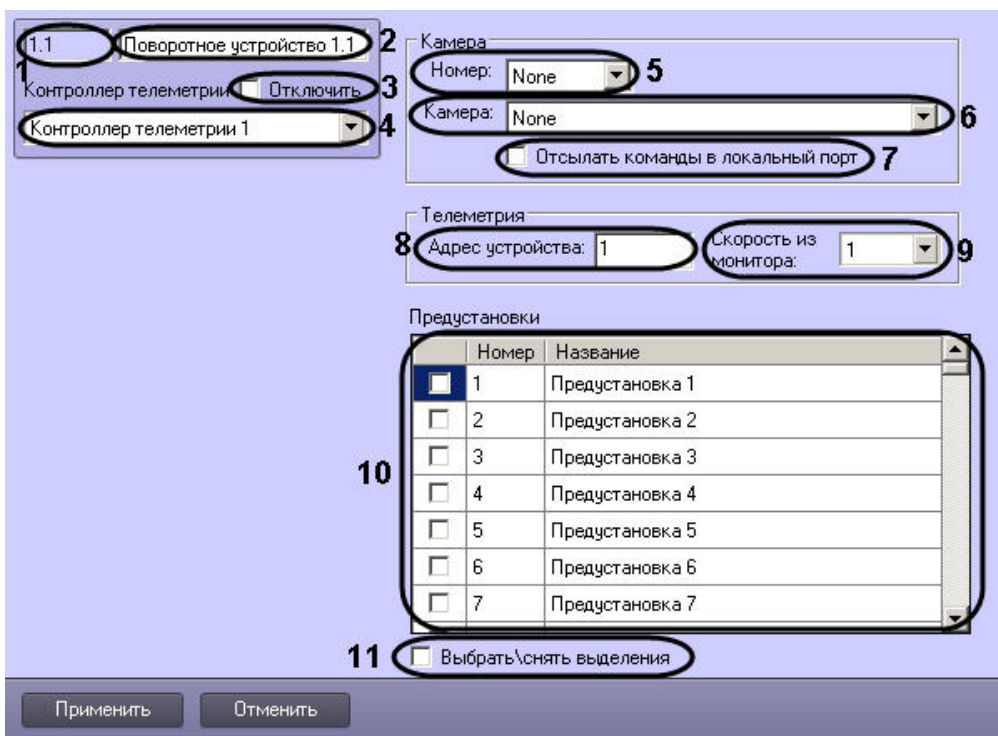 1.1 Поворотное устройство 1.1 2
1
Контроллер телеметрии Отключить 3
Контроллер телеметрии 1 4
Камера
Номер: None 5
Камера: None 6
Отсылать команды в локальный порт 7
Телеметрия
8 Адрес устройства: 1 Скорость из монитора: 1 9
Предустановки
Номер Название
1 Предустановка 1
2 Предустановка 2
3 Предустановка 3
10
4 Предустановка 4
5 Предустановка 5
6 Предустановка 6
7 Предустановка 7
11 Выбрать\снять выделения
Применить Отменить